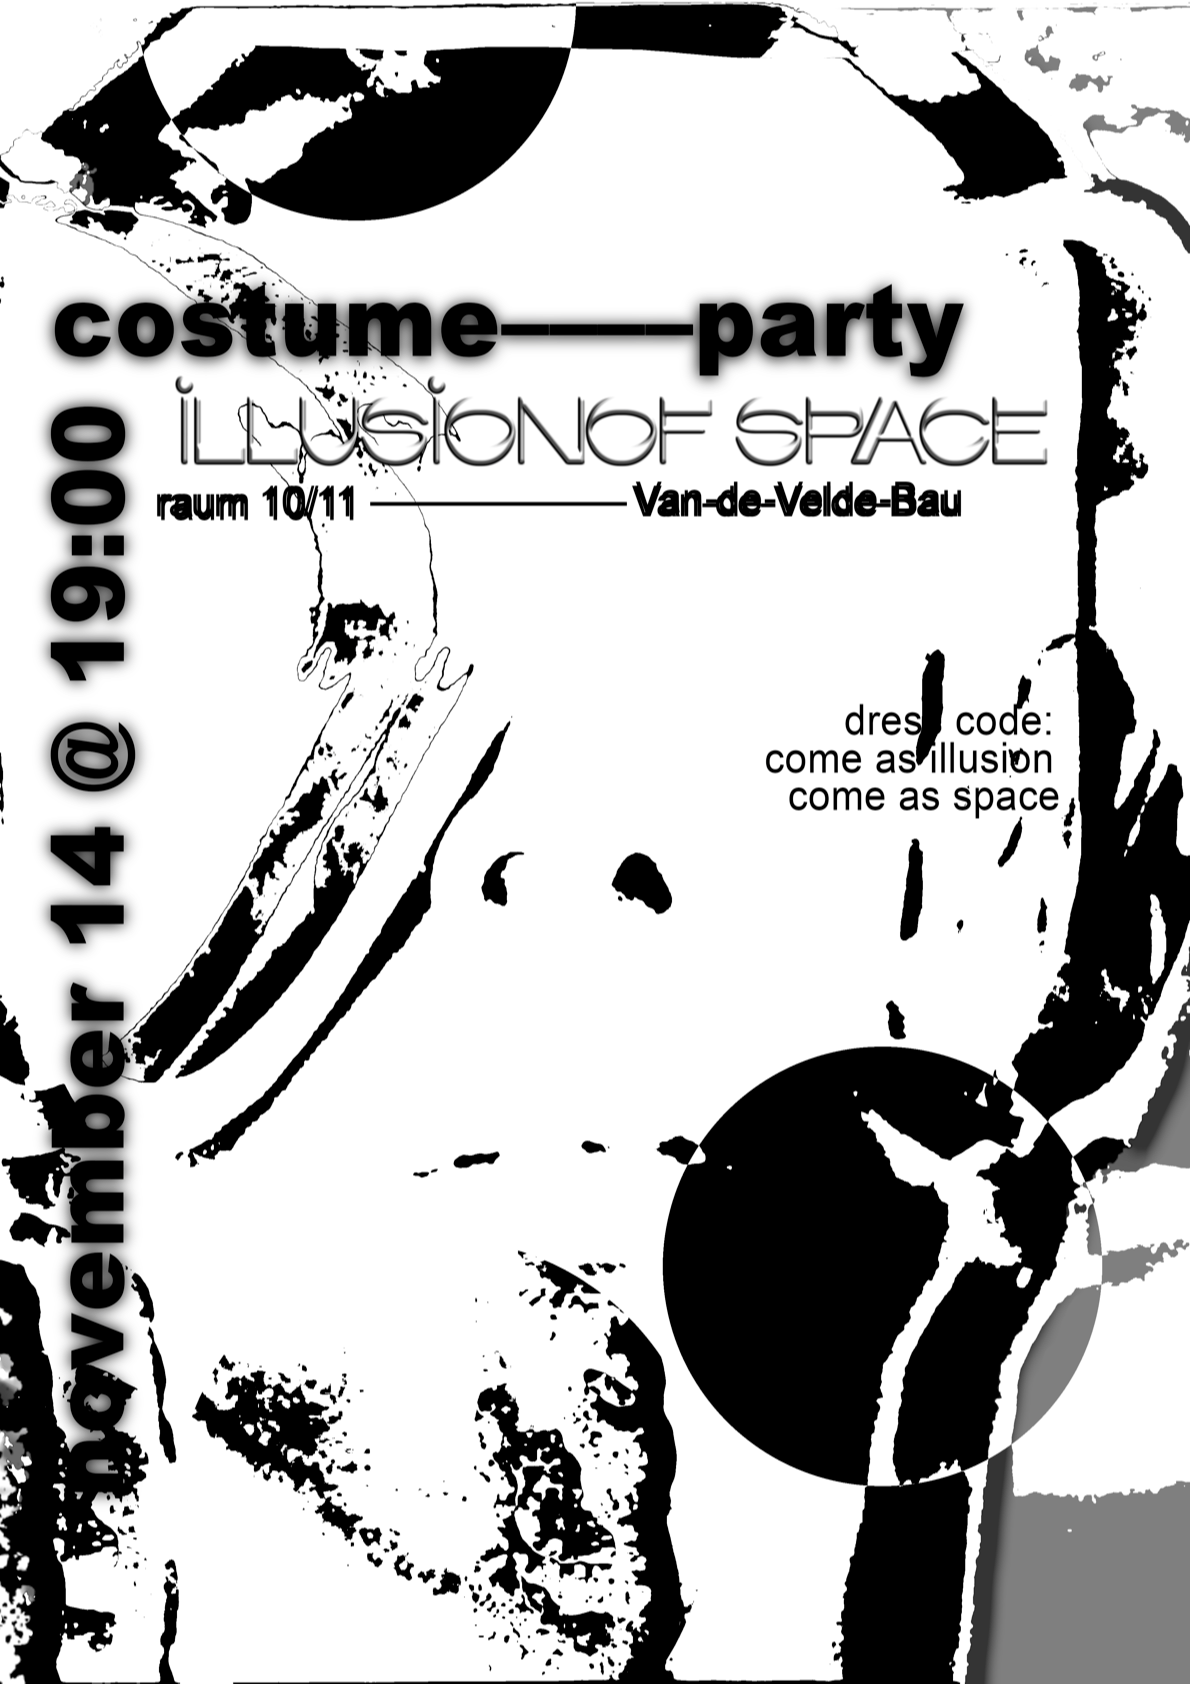 costume——party
iLLUSiONOF SPACE
raum 10/11 ——— Van-de-Velde-Bau
november 14 @ 19:00
dress code:
come as illusion
come as space